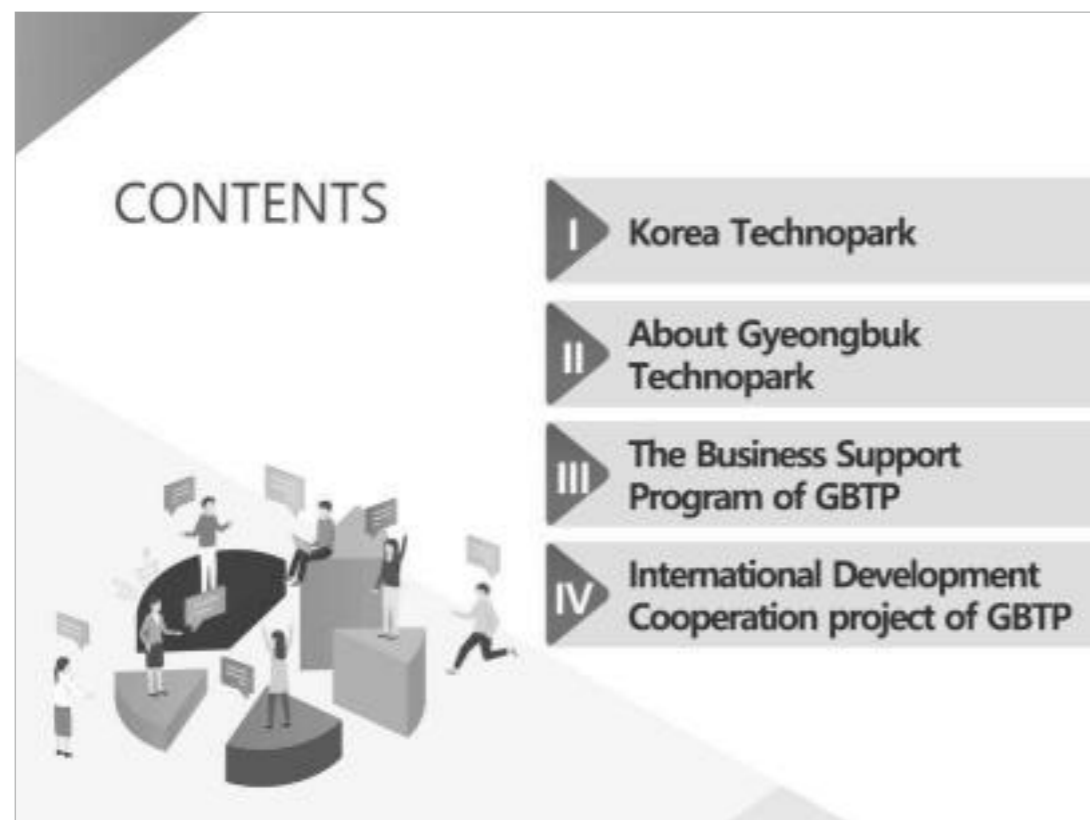 CONTENTS
I
Korea Technopark
II
About Gyeongbuk
Technopark
III
The Business Support
Program of GBTP
IV
International Development
Cooperation project of GBTP